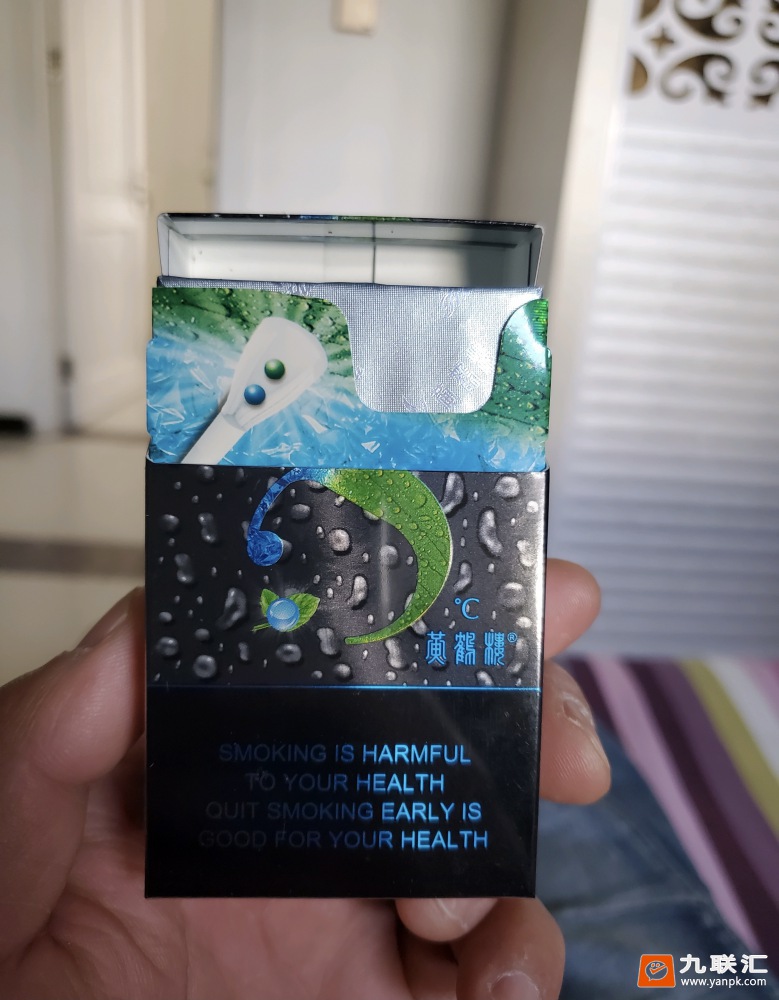 °C
黄鹤楼®
SMOKING IS HARMFUL
TO YOUR HEALTH
QUIT SMOKING EARLY IS
GOOD FOR YOUR HEALTH
九联汇
www.yanpk.com